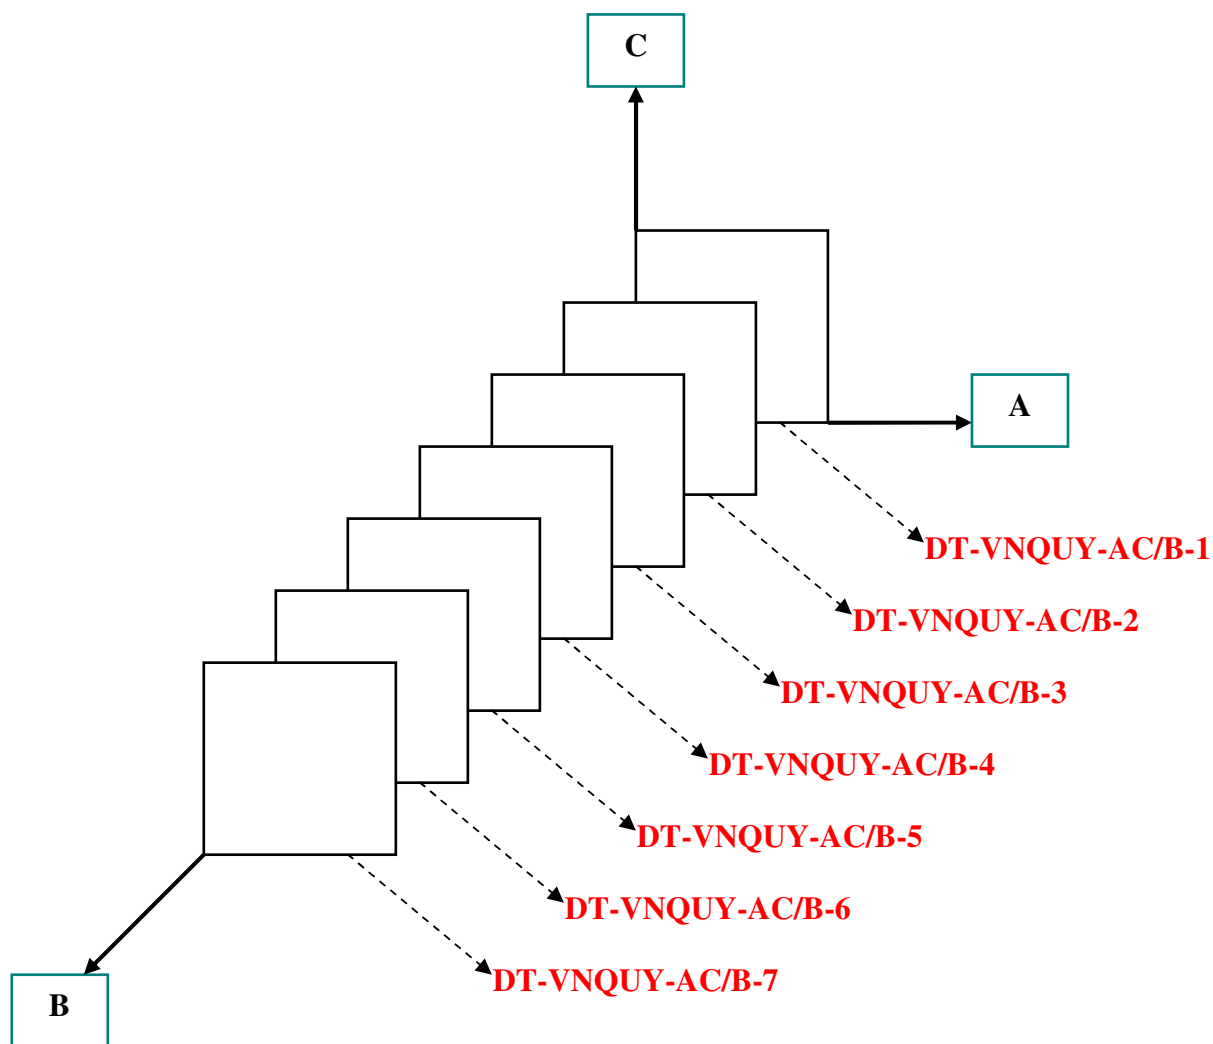 C
A
DT-VNQUY-AC/B-1
DT-VNQUY-AC/B-2
DT-VNQUY-AC/B-3
DT-VNQUY-AC/B-4
DT-VNQUY-AC/B-5
DT-VNQUY-AC/B-6
DT-VNQUY-AC/B-7
B